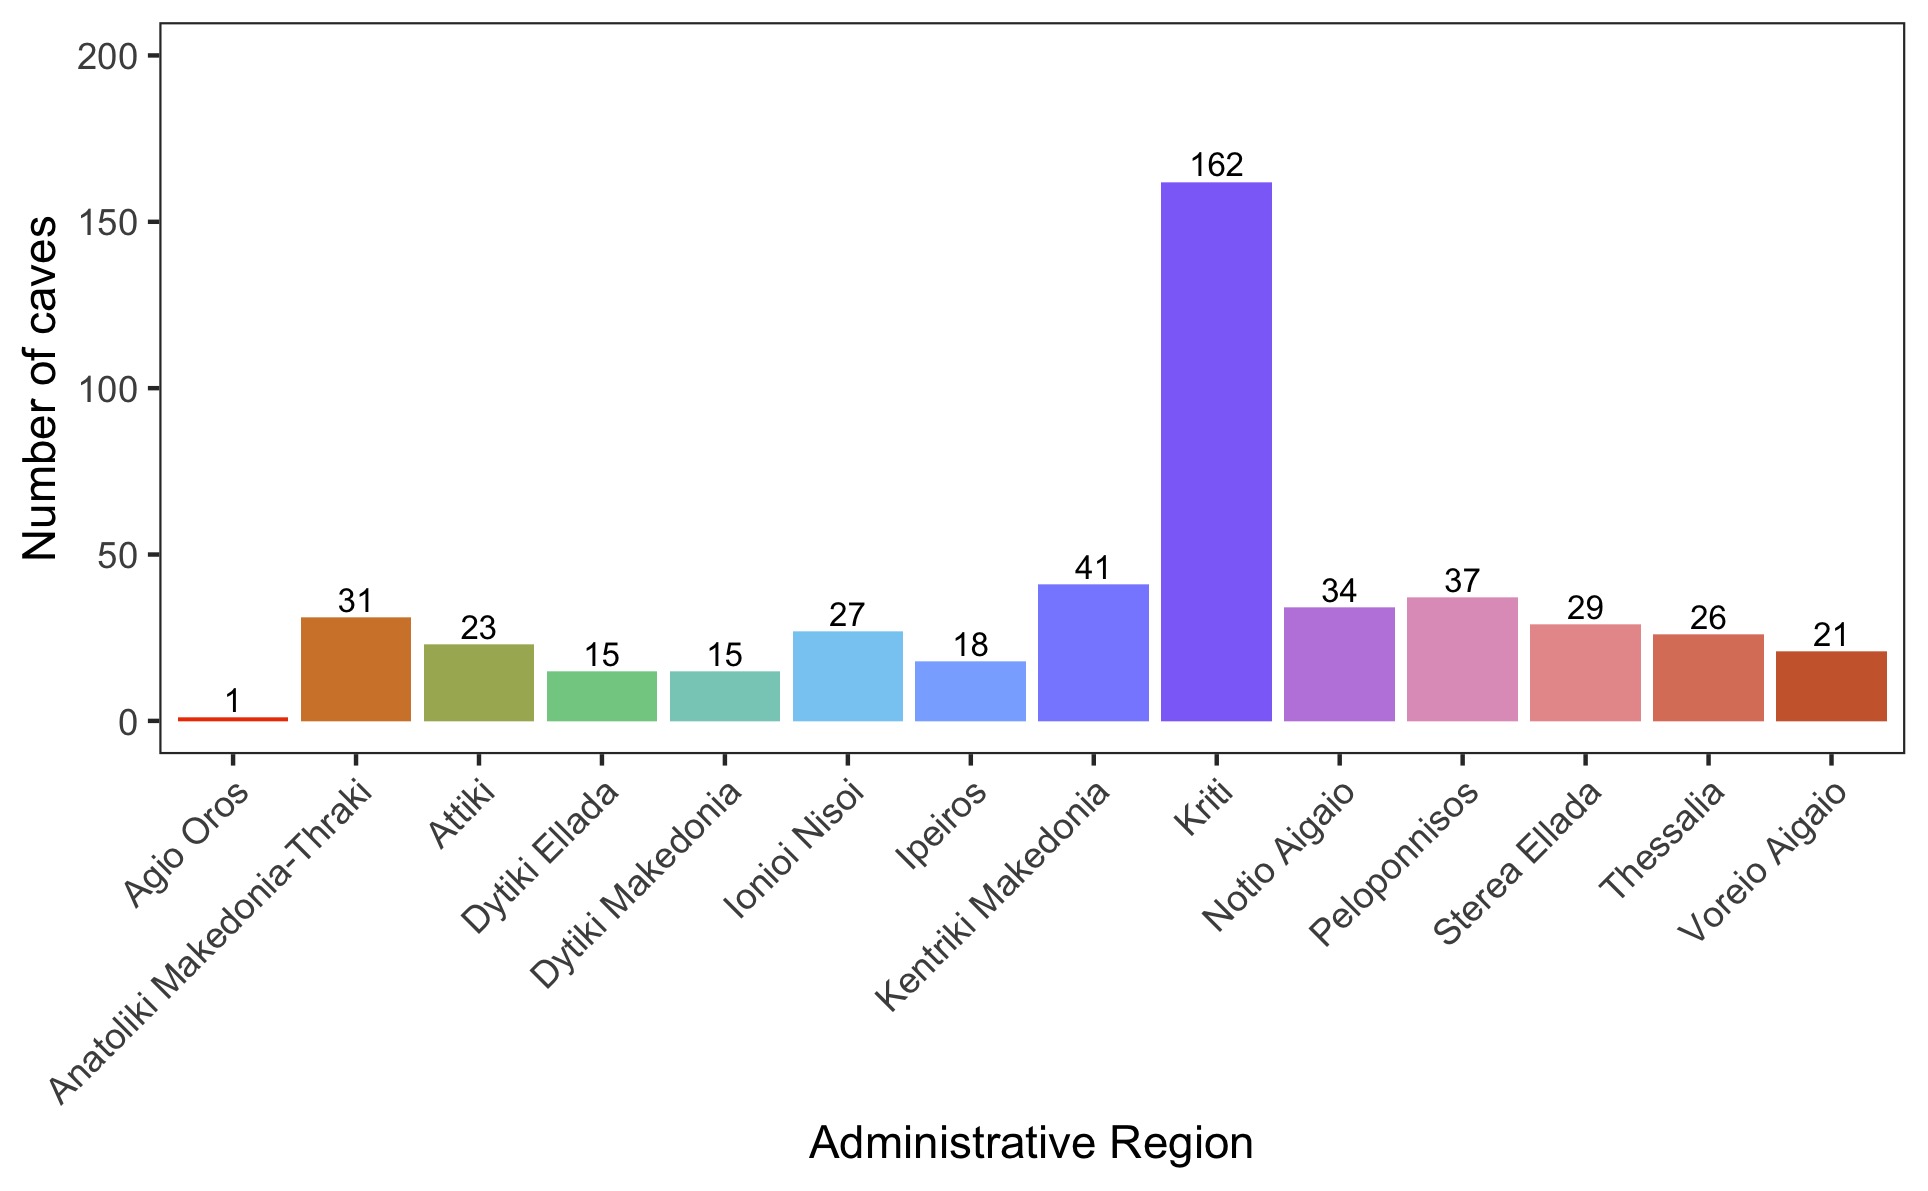 Number of caves
200
150
100
50
0
1
31
23
15
15
27
18
41
162
34
37
29
26
21
Agio Oros
Anatoliki Makedonia-Thraki
Attiki
Dytiki Ellada
Dytiki Makedonia
Ionioi Nisoi
Ipeiros
Kentriki Makedonia
Kriti
Notio Aigaio
Peloponnisos
Sterea Ellada
Thessalia
Voreio Aigaio
Administrative Region